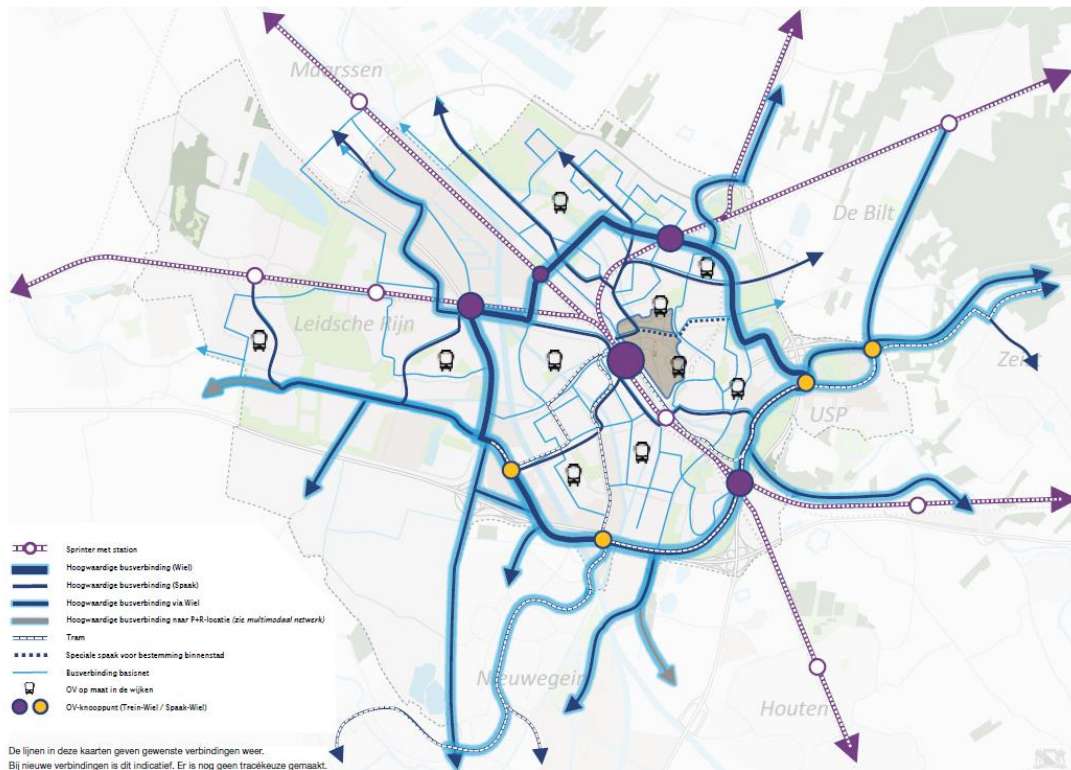 Maarssen
De Bilt
Leidsche Rijn
Zeist
USP
Nieuwegein
Houten
Sprinter met station
Hoogwaardige busverbinding (Wiel)
Hoogwaardige busverbinding (Spaak)
Hoogwaardige busverbinding via Wiel
Hoogwaardige busverbinding naar P+R-locatie (zie multimodaal netwerk)
Tram
Speciale spaak voor bestemming binnenstad
Busverbinding basisnet
OV op maat in de wijken
OV-knooppunt (Trein-Wiel / Spaak-Wiel)
De lijnen in deze kaarten geven gewenste verbindingen weer.
Bij nieuwe verbindingen is dit indicatief. Er is nog geen tracékeuze gemaakt.